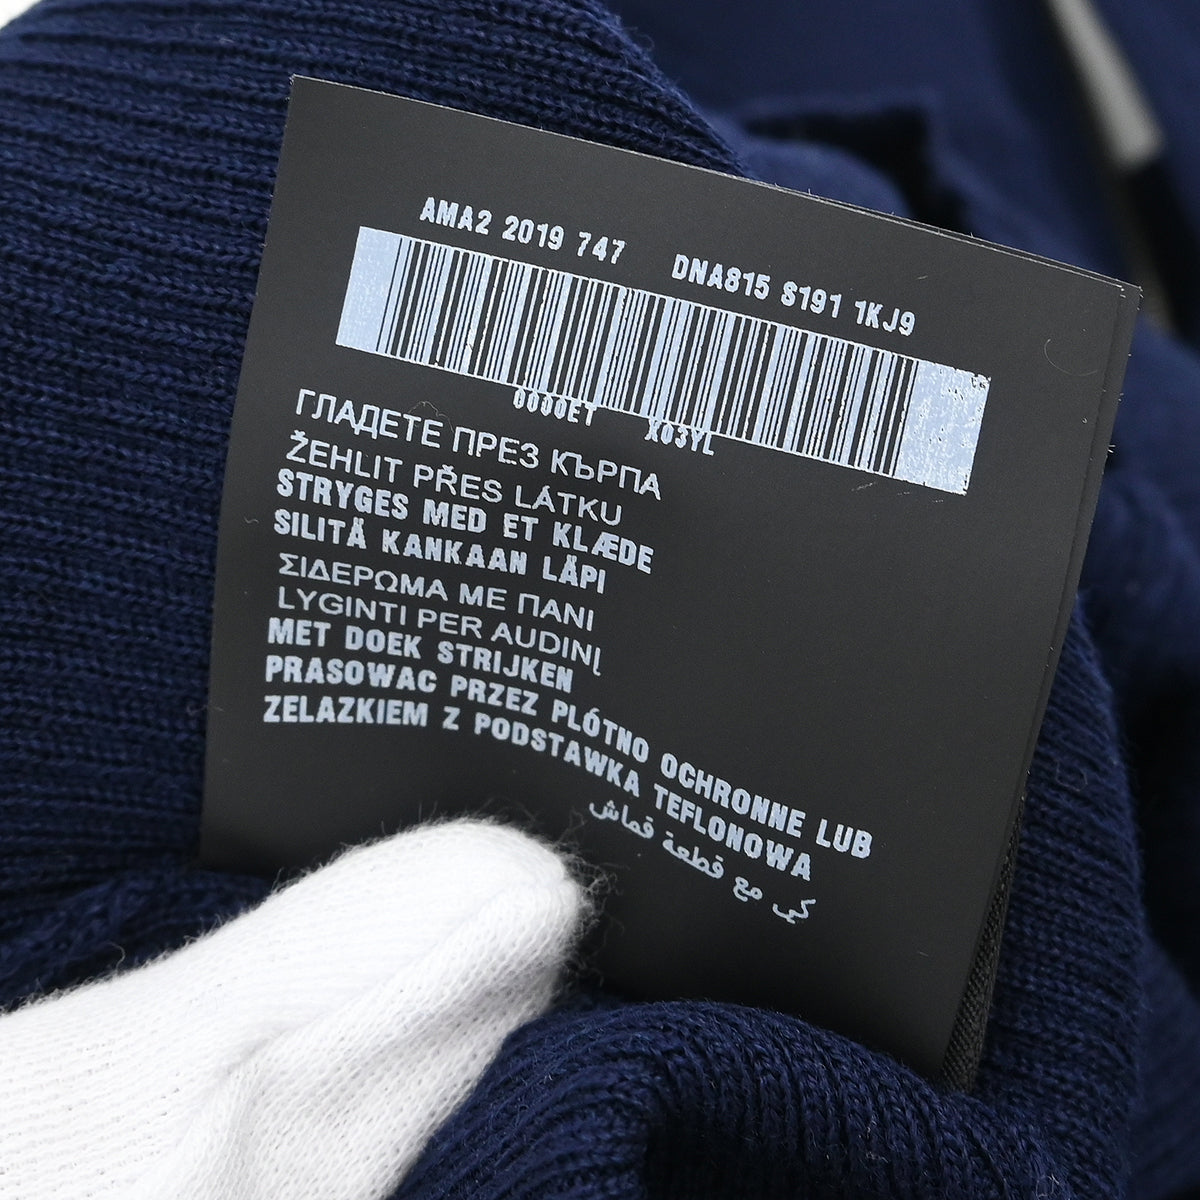 AMA2 2019 747 DNA815 S191 1KJ9
0000ET X03YL
ГЛАДЕТЕ ПРЕЗ КЪРПА
ŽEHLIT PŘES LÁTKU
STRYGES MED ET KLÆDE
SILITÄ KANKAAN LÄPI
ΣΙΔΕΡΩΜΑ ΜΕ ΠΑΝΙ
LYGINTI PER AUDINĮ
MET DOEK STRIJKEN
PRASOWAC PRZEZ PLÓTNO OCHRONNE LUB
ZELAZKIEM Z PODSTAWKA TEFLONOWA
كي مع قطعة قماش